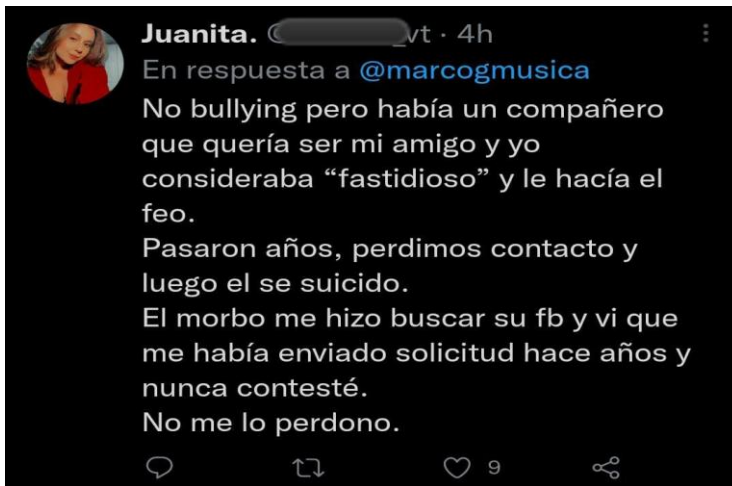 Juanita. @ _vt · 4h
En respuesta a @marcogmusica
No bullying pero había un compañero
que quería ser mi amigo y yo
consideraba “fastidioso” y le hacía el
feo.
Pasaron años, perdimos contacto y
luego el se suicido.
El morbo me hizo buscar su fb y vi que
me había enviado solicitud hace años y
nunca contesté.
No me lo perdono.
9